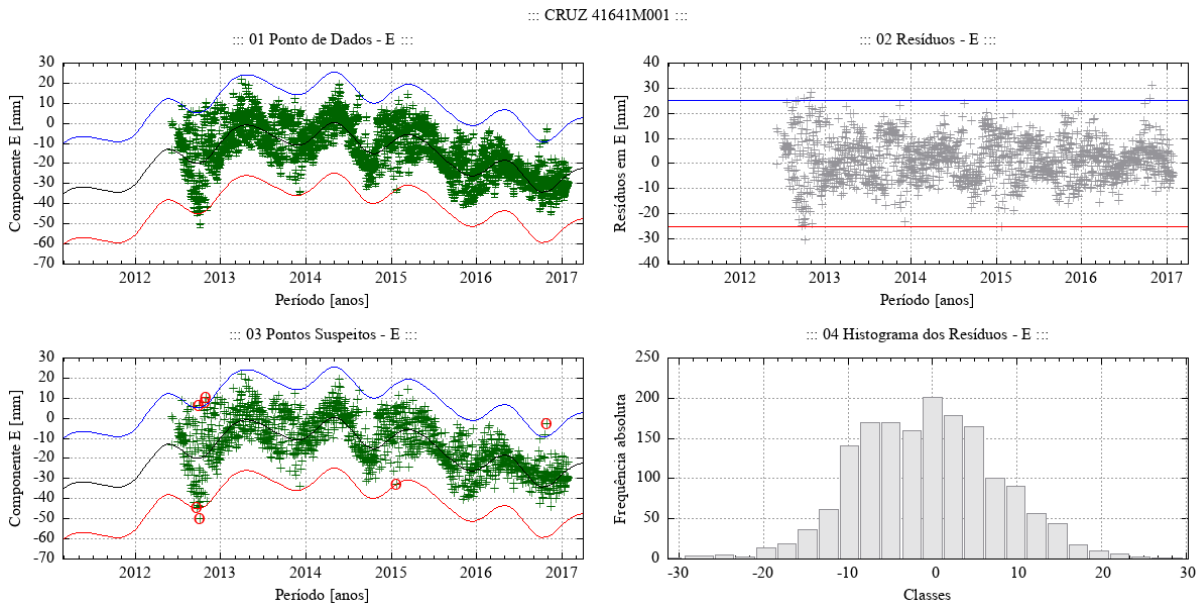 ::: CRUZ 41641M001 :::
::: 01 Ponto de Dados - E :::
Componente E [mm]
30
20
10
0
-10
-20
-30
-40
-50
-60
-70
2012 2013 2014 2015 2016 2017
Período [anos]
::: 02 Resíduos - E :::
Resíduos em E [mm]
40
30
20
10
0
-10
-20
-30
-40
2012 2013 2014 2015 2016 2017
Período [anos]
::: 03 Pontos Suspeitos - E :::
Componente E [mm]
30
20
10
0
-10
-20
-30
-40
-50
-60
-70
2012 2013 2014 2015 2016 2017
Período [anos]
::: 04 Histograma dos Resíduos - E :::
Frequência absoluta
250
200
150
100
50
0
-30 -20 -10 0 10 20 30
Classes